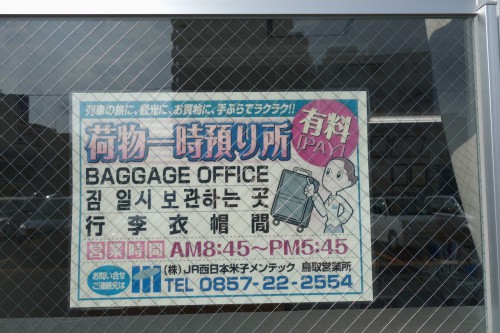 列車の旅に、観光に、お買物に、手ぶらでラクラク!!
荷物一時預り所
有料
[PAY]
BAGGAGE OFFICE
짐 일시 보관하는 곳
行李衣帽間
営業時間 AM8:45~PM5:45
お問い合せ
ご連絡先は
(株)JR西日本米子メンテック 鳥取営業所
TEL 0857-22-2554